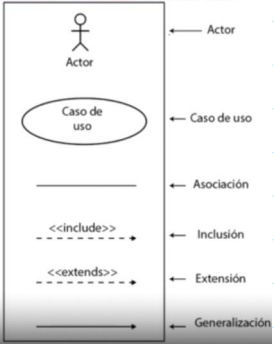 Actor
Actor
Caso de
uso
Caso de uso
Asociación
<<include>>
Inclusión
<<extends>>
Extensión
Generalización